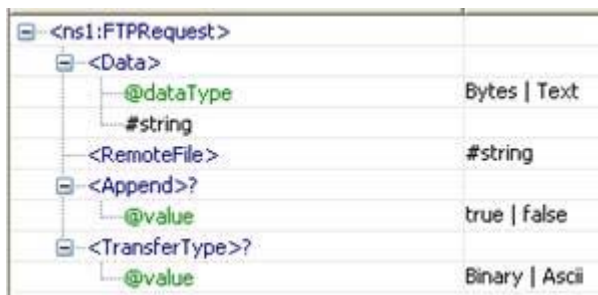 <ns1:FTPRequest>
<Data>
@dataType Bytes | Text
#string
<RemoteFile> #string
<Append>?
@value true | false
<TransferType>?
@value Binary | Ascii